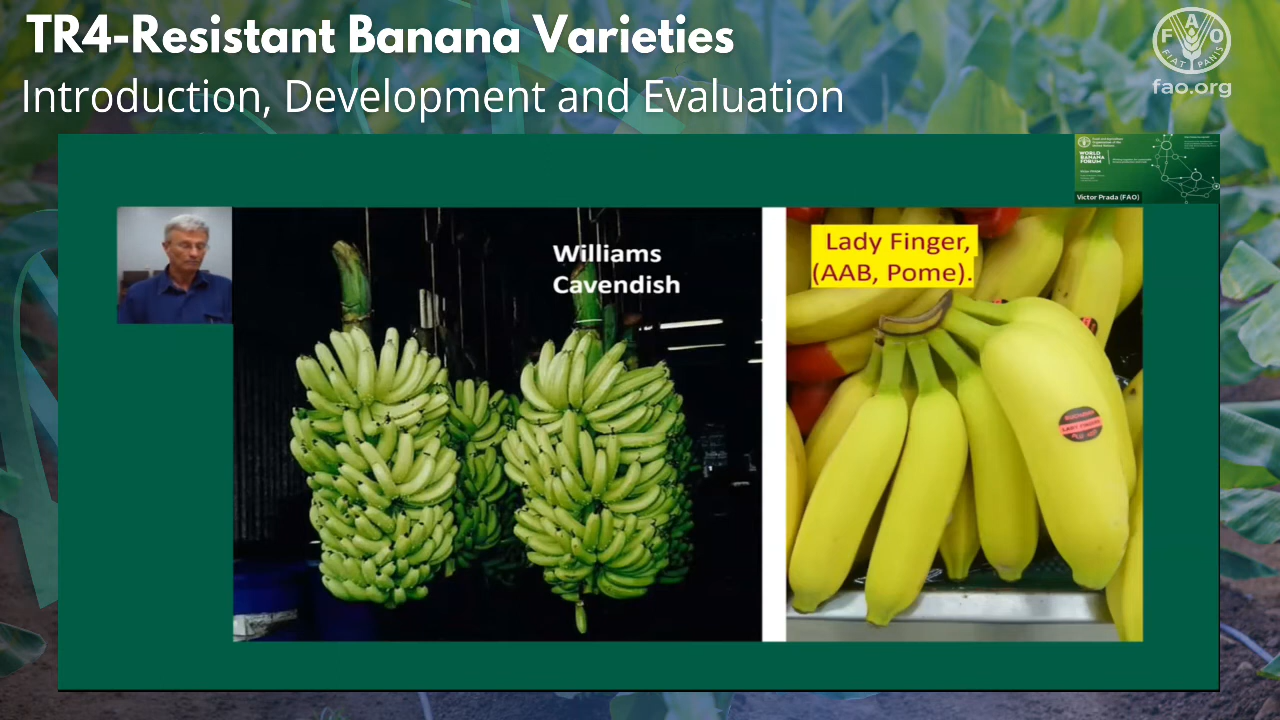 TR4-Resistant Banana Varieties
Introduction, Development and Evaluation
F A O
FIAT PANIS
fao.org
WORLD
BANANA
FORUM
Victor Prada (FAO)
Williams
Cavendish
Lady Finger,
(AAB, Pome).
LADY FINGER